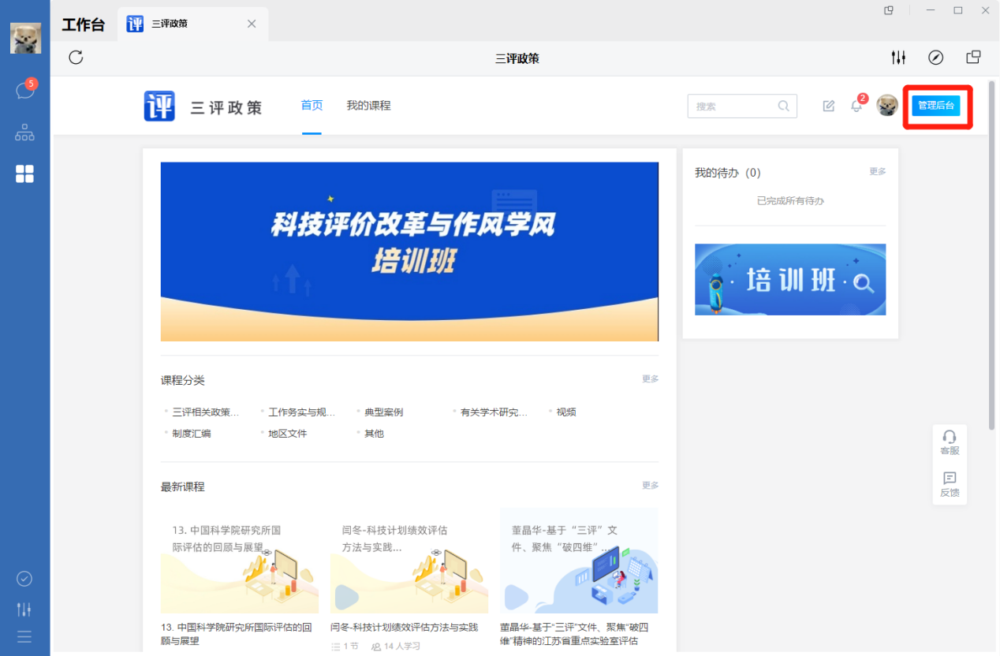 工作台
三评政策
5
三评政策
评 三评政策
首页
我的课程
搜索
2
管理后台
科技评价改革与作风学风
培训班
我的待办（0）
更多
已完成所有待办
·培训班·
课程分类
更多
三评相关政策...
工作务实与规...
典型案例
有关学术研究...
视频
制度汇编
地区文件
其他
最新课程
更多
13. 中国科学院研究所国
际评估的回顾与展望
闫冬-科技计划绩效评估
方法与实践...
董晶华-基于“三评”文
件、聚焦“破四维”...
13. 中国科学院研究所国际评估的回
顾与展望
闫冬-科技计划绩效评估方法与实践
1 节
14 人学习
董晶华-基于“三评”文件、聚焦“破四
维”精神的江苏省重点实验室评估
客服
反馈